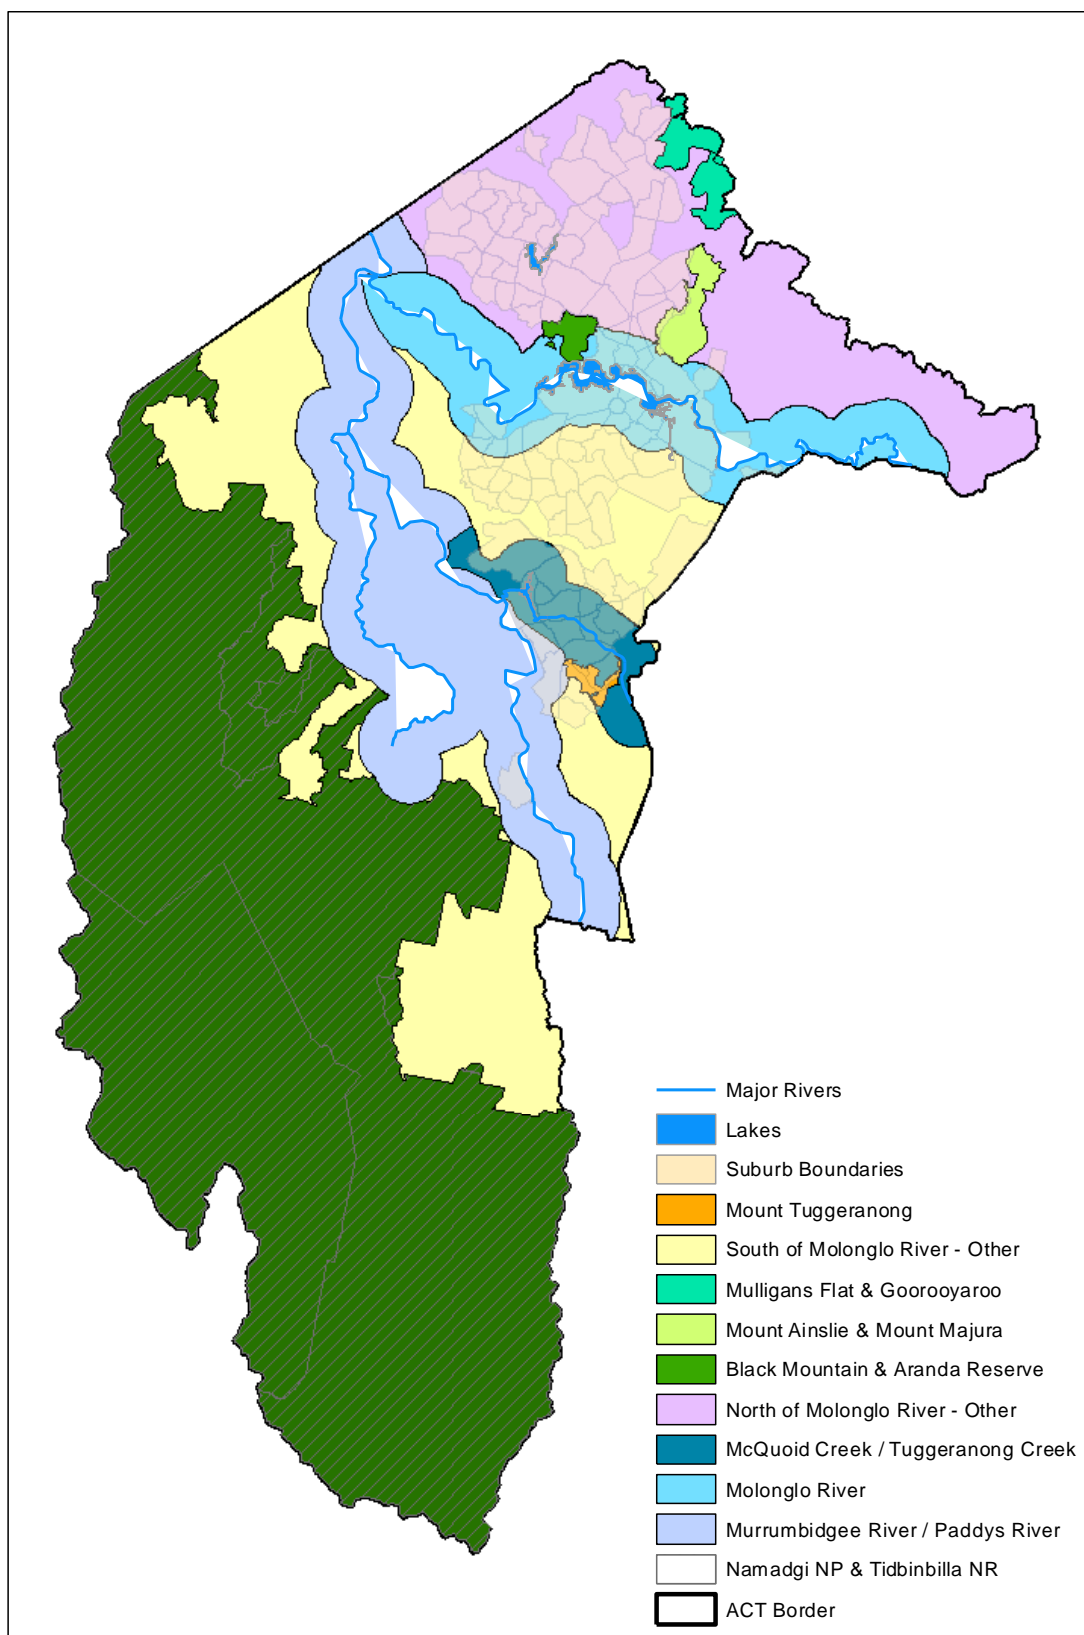 Major Rivers
Lakes
Suburb Boundaries
Mount Tuggeranong
South of Molonglo River - Other
Mulligans Flat & Goorooyaroo
Mount Ainslie & Mount Majura
Black Mountain & Aranda Reserve
North of Molonglo River - Other
McQuoid Creek / Tuggeranong Creek
Molonglo River
Murrumbidgee River / Paddys River
Namadgi NP & Tidbinbilla NR
ACT Border